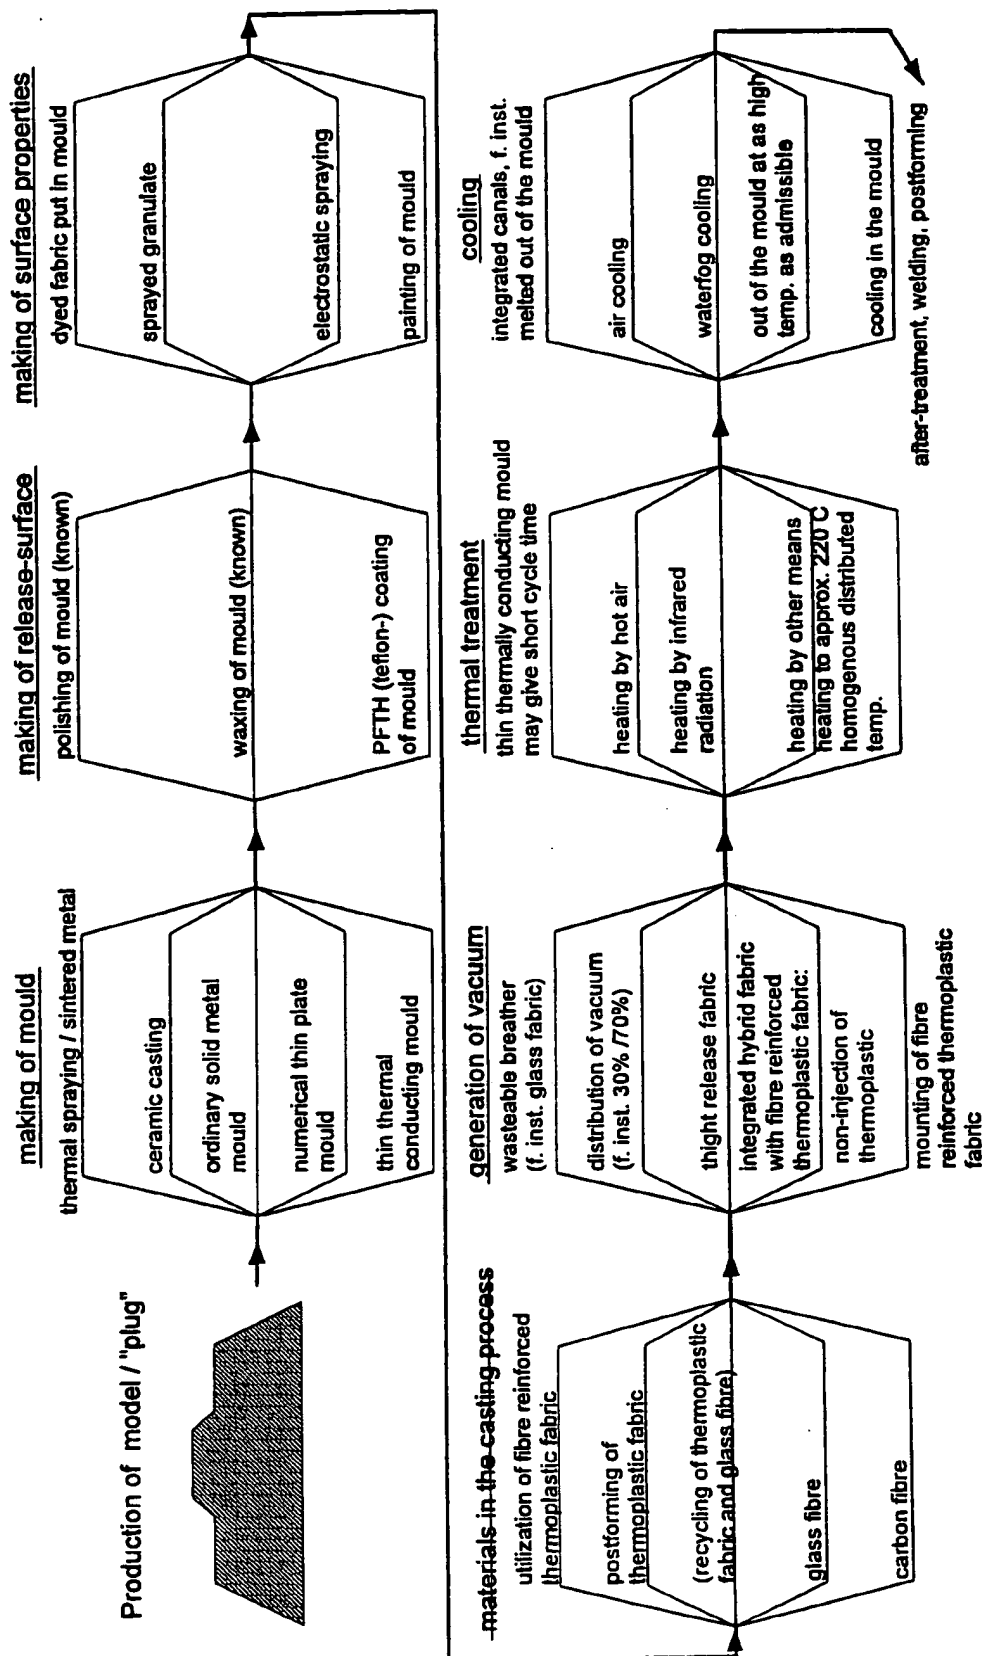 Production of model / "plug"
making of mould
thermal spraying / sintered metal
ceramic casting
ordinary solid metal
mould
numerical thin plate
mould
thin thermal
conducting mould
making of release-surface
polishing of mould (known)
waxing of mould (known)
PFTH (teflon-) coating
of mould
making of surface properties
dyed fabric put in mould
sprayed granulate
electrostatic spraying
painting of mould
materials in the casting process
utilization of fibre reinforced
thermoplastic fabric
postforming of
thermoplastic fabric
(recycling of thermoplastic
fabric and glass fibre)
glass fibre
carbon fibre
generation of vacuum
wasteable breather
(f. inst. glass fabric)
distribution of vacuum
(f. inst. 30% /70%)
thight release fabric
integrated hybrid fabric
with fibre reinforced
thermoplastic fabric:
non-injection of
thermoplastic
mounting of fibre
reinforced thermoplastic
fabric
thermal treatment
thin thermally conducting mould
may give short cycle time
heating by hot air
heating by infrared
radiation
heating by other means
heating to approx. 220°C
homogenous distributed
temp.
cooling
integrated canals, f. inst.
melted out of the mould
air cooling
waterfog cooling
out of the mould at as high
temp. as admissible
cooling in the mould
after-treatment, welding, postforming